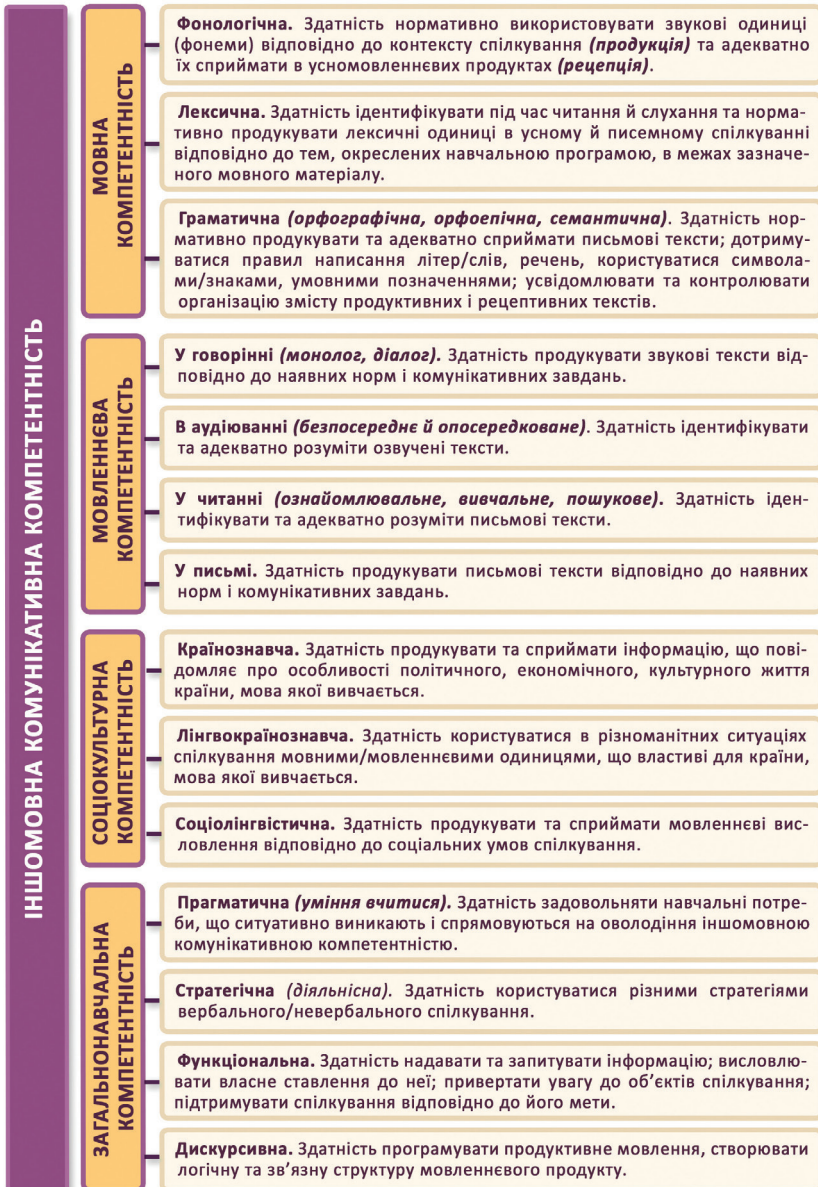 ІНШОМОВНА КОМУНІКАТИВНА КОМПЕТЕНТНІСТЬ
МОВНА
КОМПЕТЕНТНІСТЬ
Фонологічна. Здатність нормативно використовувати звукові одиниці
(фонеми) відповідно до контексту спілкування (продукція) та адекватно
їх сприймати в усномовленнєвих продуктах (рецепція).
Лексична. Здатність ідентифікувати під час читання й слухання та норма-
тивно продукувати лексичні одиниці в усному й писемному спілкуванні
відповідно до тем, окреслених навчальною програмою, в межах зазначе-
ного мовного матеріалу.
Граматична (орфографічна, орфоепічна, семантична). Здатність нор-
мативно продукувати та адекватно сприймати письмові тексти; дотриму-
ватися правил написання літер/слів, речень, користуватися символа-
ми/знаками, умовними позначеннями; усвідомлювати та контролювати
організацію змісту продуктивних і рецептивних текстів.
МОВЛЕННЄВА
КОМПЕТЕНТНІСТЬ
У говорінні (монолог, діалог). Здатність продукувати звукові тексти від-
повідно до наявних норм і комунікативних завдань.
В аудіюванні (безпосереднє й опосередковане). Здатність ідентифікувати
та адекватно розуміти озвучені тексти.
У читанні (ознайомлювальне, вивчальне, пошукове). Здатність іден-
тифікувати та адекватно розуміти письмові тексти.
У письмі. Здатність продукувати письмові тексти відповідно до наявних
норм і комунікативних завдань.
СОЦІОКУЛЬТУРНА
КОМПЕТЕНТНІСТЬ
Країнознавча. Здатність продукувати та сприймати інформацію, що пові-
домляє про особливості політичного, економічного, культурного життя
країни, мова якої вивчається.
Лінгвокраїнознавча. Здатність користуватися в різноманітних ситуаціях
спілкування мовними/мовленнєвими одиницями, що властиві для країни,
мова якої вивчається.
Соціолінгвістична. Здатність продукувати та сприймати мовленнєві вис-
ловлення відповідно до соціальних умов спілкування.
ЗАГАЛЬНОНАВЧАЛЬНА
КОМПЕТЕНТНІСТЬ
Прагматична (уміння вчитися). Здатність задовольняти навчальні потре-
би, що ситуативно виникають і спрямовуються на оволодіння іншомовною
комунікативною компетентністю.
Стратегічна (діяльнісна). Здатність користуватися різними стратегіями
вербального/невербального спілкування.
Функціональна. Здатність надавати та запитувати інформацію; висловлю-
вати власне ставлення до неї; привертати увагу до об’єктів спілкування;
підтримувати спілкування відповідно до його мети.
Дискурсивна. Здатність програмувати продуктивне мовлення, створювати
логічну та зв’язну структуру мовленнєвого продукту.